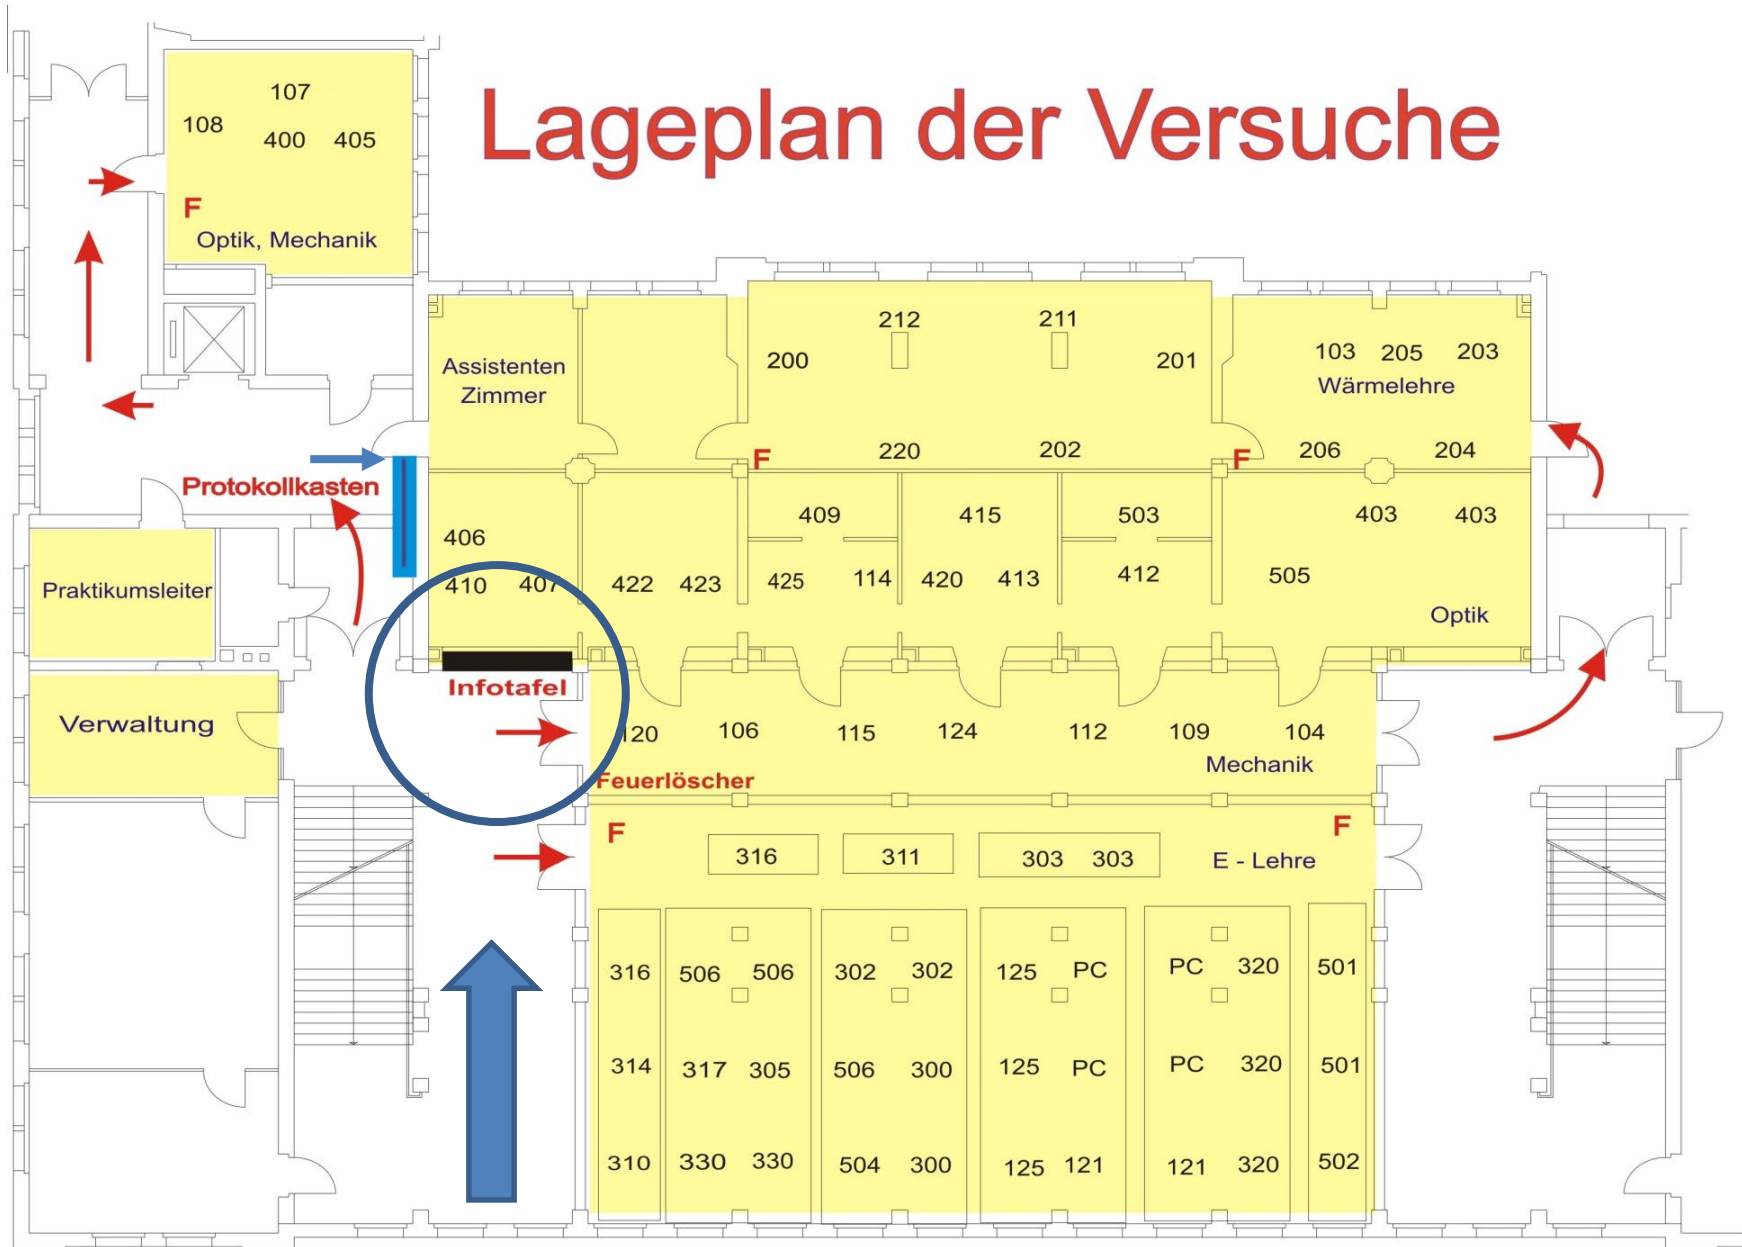 Lageplan der Versuche
107
108
400 405
F
Optik, Mechanik
212 211
200 201
103 205 203
Wärmelehre
Assistenten
Zimmer
220 202
206 204
F F
Protokollkasten
406
409 415 503
403 403
410 407
422 423
425 114
420 413
412
505
Praktikumsleiter
Optik
Infotafel
Verwaltung
120 106 115 124 112 109 104
Mechanik
Feuerlöscher
F F
316 311 303 303
E - Lehre
316 506 506 302 302 125 PC PC 320 501
314 317 305 506 300 125 PC PC 320 501
310 330 330 504 300 125 121 121 320 502